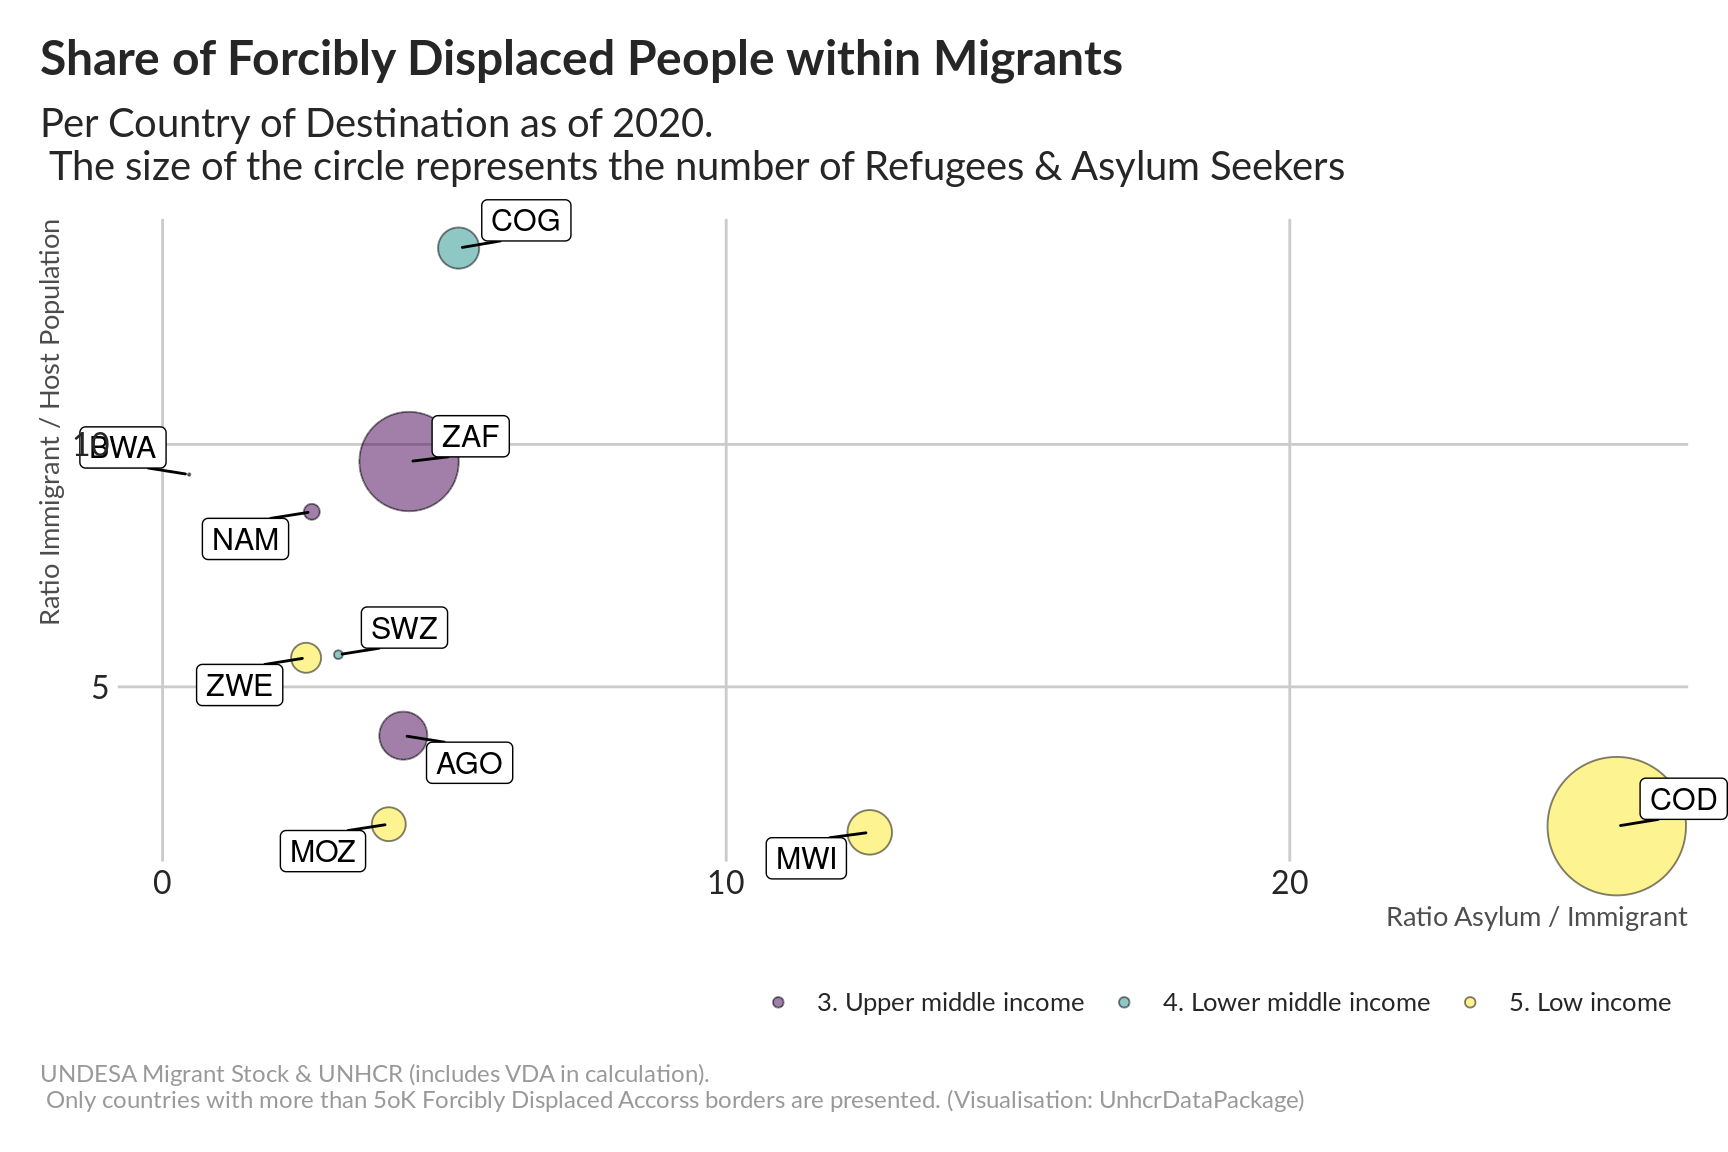 Share of Forcibly Displaced People within Migrants
Per Country of Destination as of 2020.
The size of the circle represents the number of Refugees & Asylum Seekers
Ratio Immigrant / Host Population
COG
ZAF
10
BWA
NAM
SWZ
ZWE
5
AGO
COD
MOZ
MWI
0
10
20
Ratio Asylum / Immigrant
3. Upper middle income
4. Lower middle income
5. Low income
UNDESA Migrant Stock & UNHCR (includes VDA in calculation).
Only countries with more than 5oK Forcibly Displaced Accorss borders are presented. (Visualisation: UnhcrDataPackage)